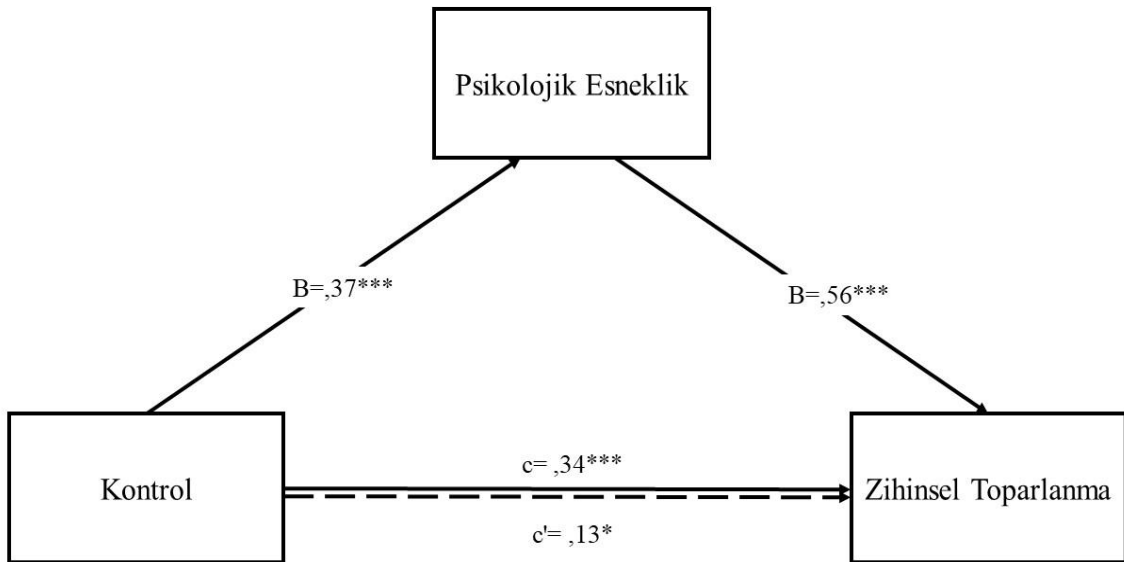 Psikolojik Esneklik
B=,37***
B=,56***
c= ,34***
Kontrol
Zihinsel Toparlanma
c'= ,13*